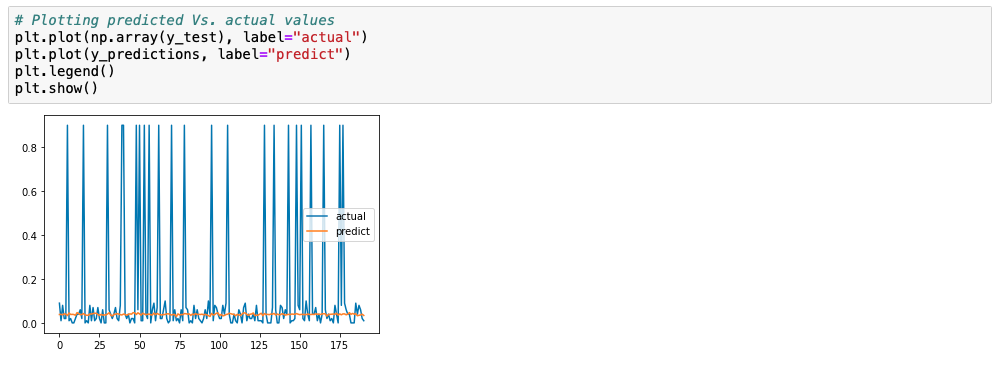 # Plotting predicted Vs. actual values
plt.plot(np.array(y_test), label="actual")
plt.plot(y_predictions, label="predict")
plt.legend()
plt.show()
0.8
0.6
0.4
0.2
0.0
actual
predict
0 25 50 75 100 125 150 175